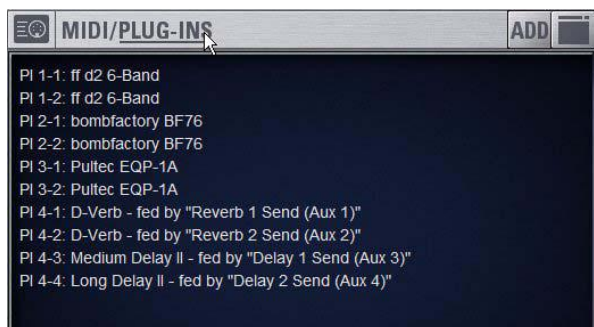 MIDI/PLUG-INS ADD
PI 1-1: ff d2 6-Band
PI 1-2: ff d2 6-Band
PI 2-1: bombfactory BF76
PI 2-2: bombfactory BF76
PI 3-1: Pultec EQP-1A
PI 3-2: Pultec EQP-1A
PI 4-1: D-Verb - fed by "Reverb 1 Send (Aux 1)"
PI 4-2: D-Verb - fed by "Reverb 2 Send (Aux 2)"
PI 4-3: Medium Delay II - fed by "Delay 1 Send (Aux 3)"
PI 4-4: Long Delay II - fed by "Delay 2 Send (Aux 4)"